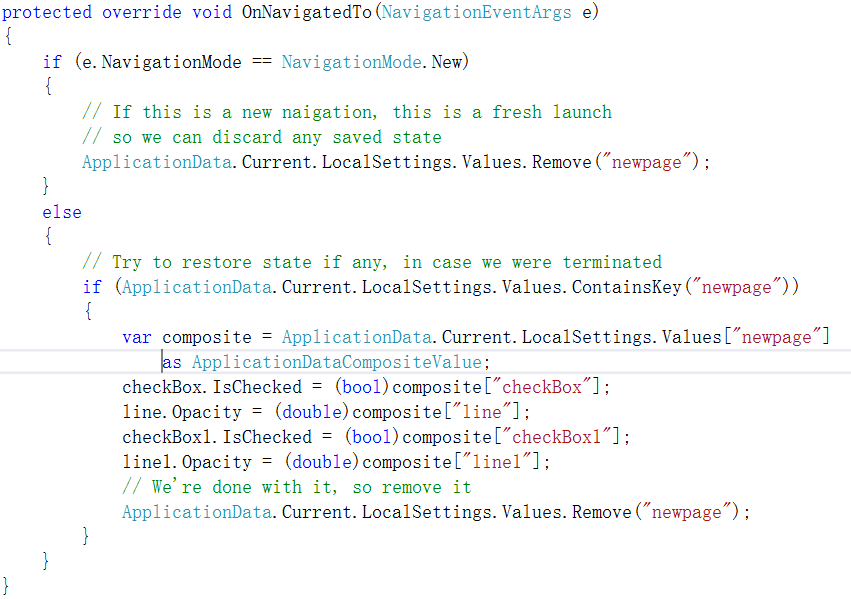 protected override void OnNavigatedTo(NavigationEventArgs e)
{
    if (e.NavigationMode == NavigationMode.New)
    {
        // If this is a new naigation, this is a fresh launch
        // so we can discard any saved state
        ApplicationData.Current.LocalSettings.Values.Remove("newpage");
    }
    else
    {
        // Try to restore state if any, in case we were terminated
        if (ApplicationData.Current.LocalSettings.Values.ContainsKey("newpage"))
        {
            var composite = ApplicationData.Current.LocalSettings.Values["newpage"]
                as ApplicationDataCompositeValue;
            checkBox.IsChecked = (bool)composite["checkBox"];
            line.Opacity = (double)composite["line"];
            checkBox1.IsChecked = (bool)composite["checkBox1"];
            line1.Opacity = (double)composite["line1"];
            // We're done with it, so remove it
            ApplicationData.Current.LocalSettings.Values.Remove("newpage");
        }
    }
}